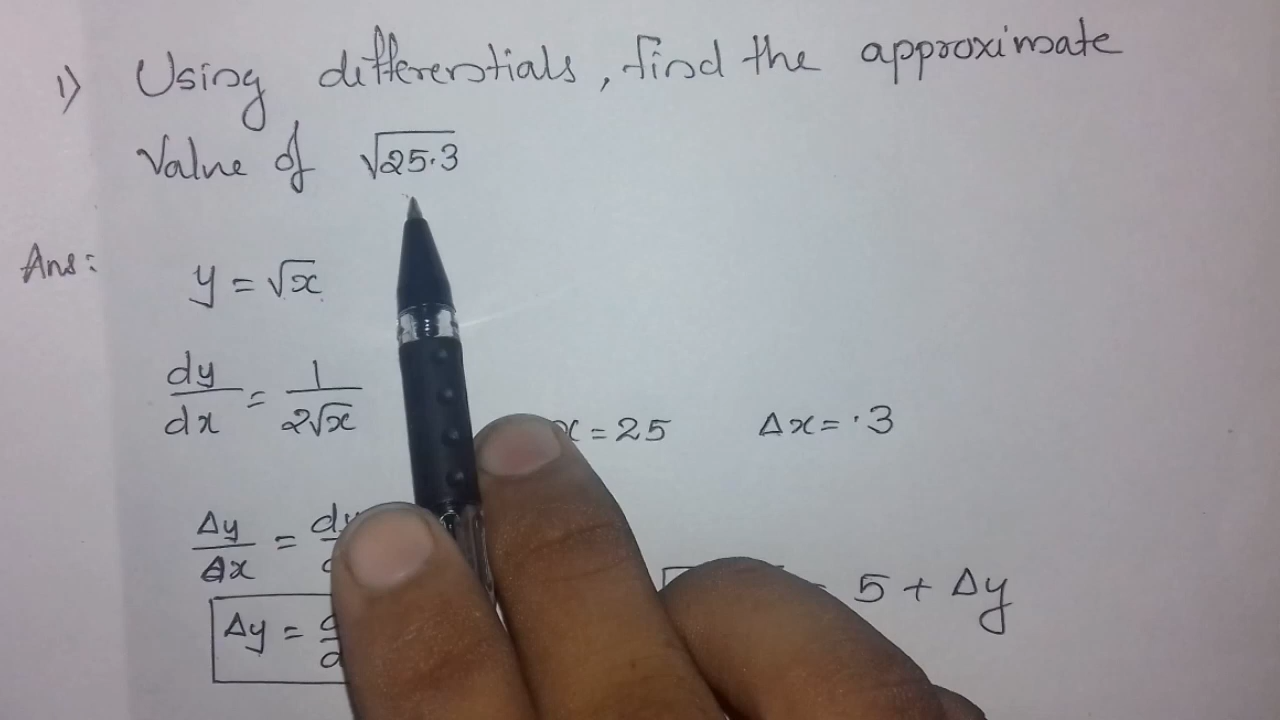 1) Using differentials, find the approximate
Value of √25.3
Ans:
y = √x
dy/dx = 1/2√x
x = 25 Δx = .3
Δy/Δx =
Δy =
5 + Δy